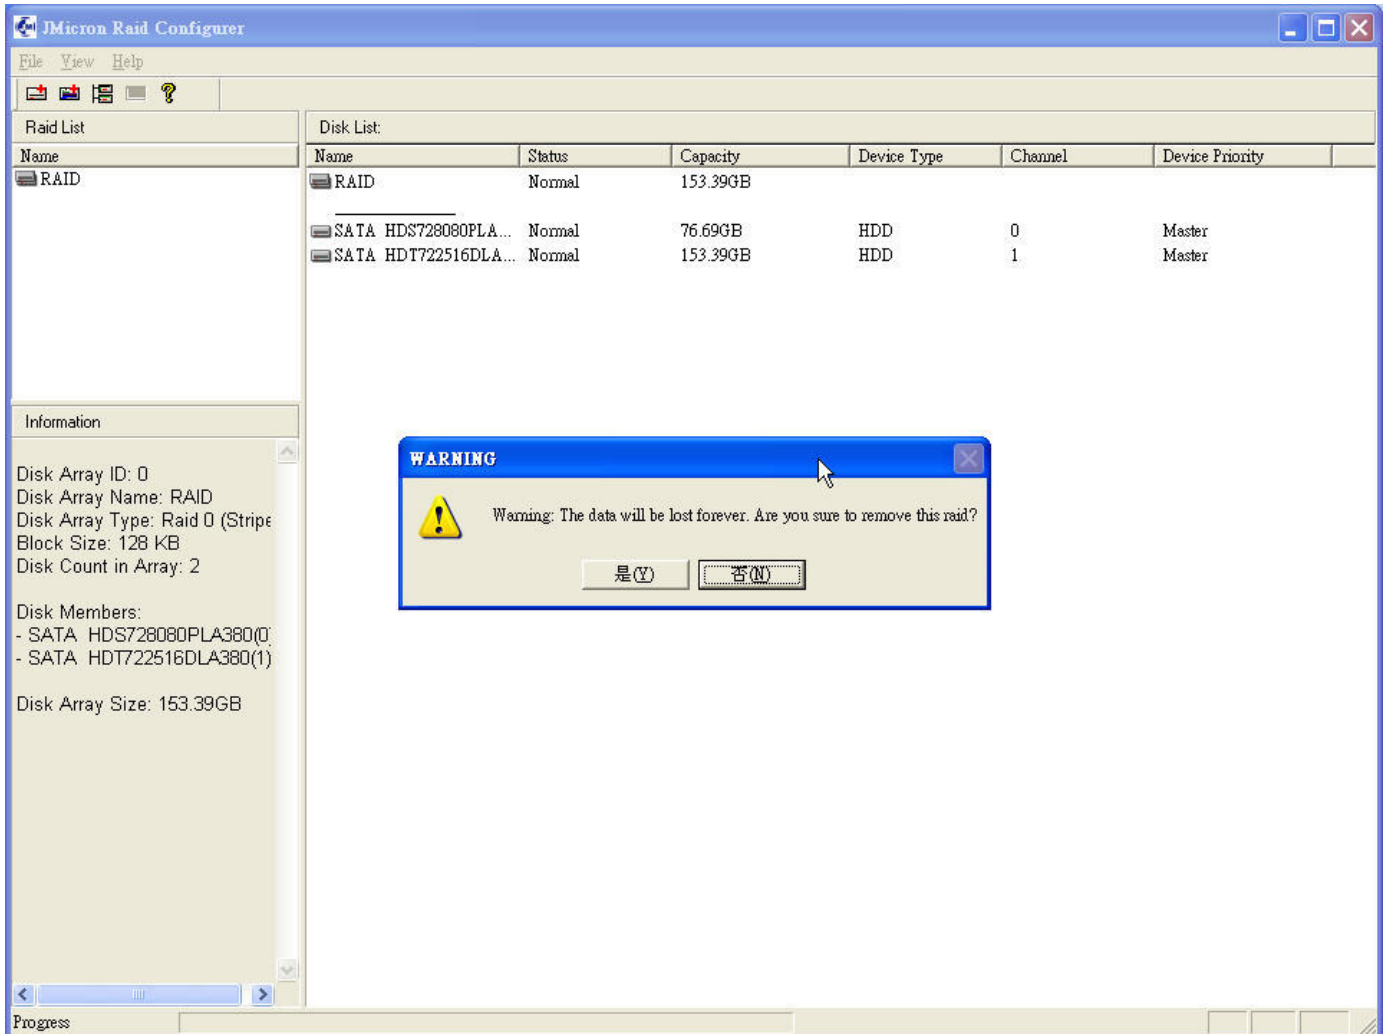 JMicron Raid Configurer
File View Help
Raid List
Disk List:
Name
Name Status Capacity Device Type Channel Device Priority
RAID
RAID Normal 153.39GB
SATA HDS728080PLA... Normal 76.69GB HDD 0 Master
SATA HDT722516DLA... Normal 153.39GB HDD 1 Master
Information
Disk Array ID: 0
Disk Array Name: RAID
Disk Array Type: Raid 0 (Stripe
Block Size: 128 KB
Disk Count in Array: 2
Disk Members:
- SATA HDS728080PLA380(0)
- SATA HDT722516DLA380(1)
Disk Array Size: 153.39GB
WARNING
Warning: The data will be lost forever. Are you sure to remove this raid?
是(Y) 否(N)
Progress